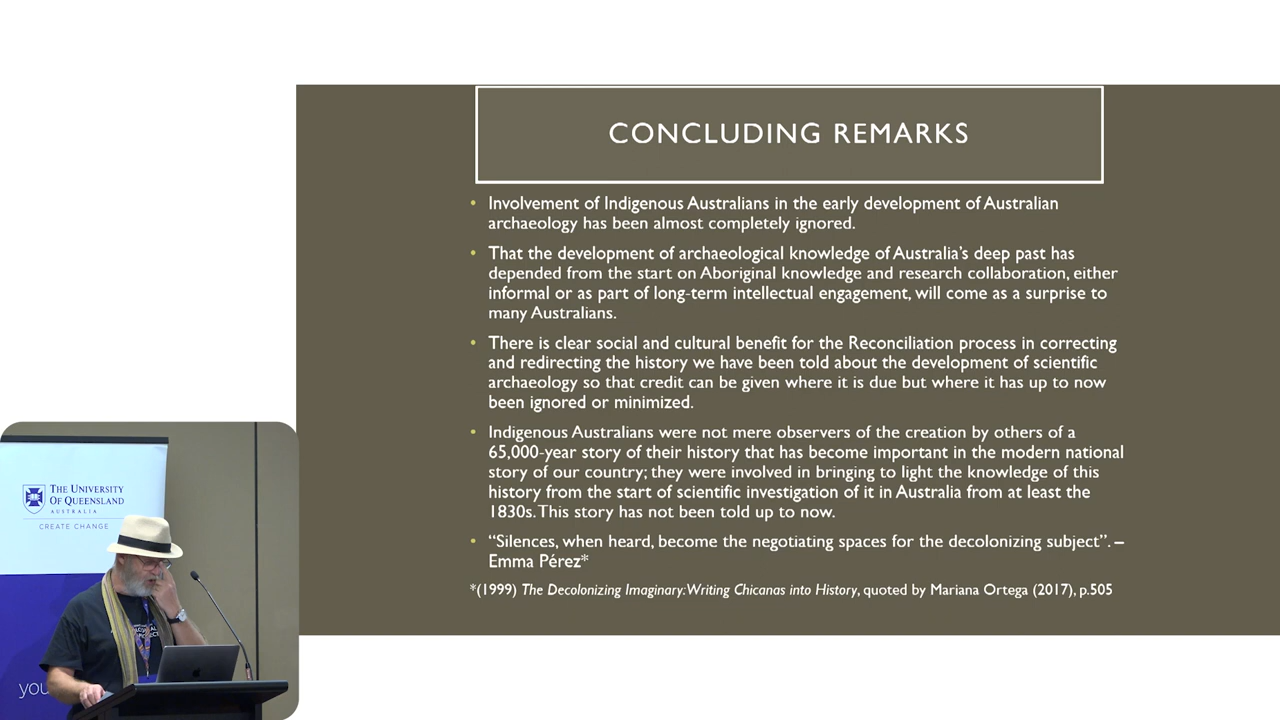 CONCLUDING REMARKS
• Involvement of Indigenous Australians in the early development of Australian
archaeology has been almost completely ignored.
• That the development of archaeological knowledge of Australia's deep past has
depended from the start on Aboriginal knowledge and research collaboration, either
informal or as part of long-term intellectual engagement, will come as a surprise to
many Australians.
• There is clear social and cultural benefit for the Reconciliation process in correcting
and redirecting the history we have been told about the development of scientific
archaeology so that credit can be given where it is due but where it has up to now
been ignored or minimized.
• Indigenous Australians were not mere observers of the creation by others of a
65,000-year story of their history that has become important in the modern national
story of our country; they were involved in bringing to light the knowledge of this
history from the start of scientific investigation of it in Australia from at least the
1830s. This story has not been told up to now.
• “Silences, when heard, become the negotiating spaces for the decolonizing subject”. –
Emma Pérez*
*(1999) The Decolonizing Imaginary: Writing Chicanas into History, quoted by Mariana Ortega (2017), p.505
THE UNIVERSITY
OF QUEENSLAND
AUSTRALIA
CREATE CHANGE